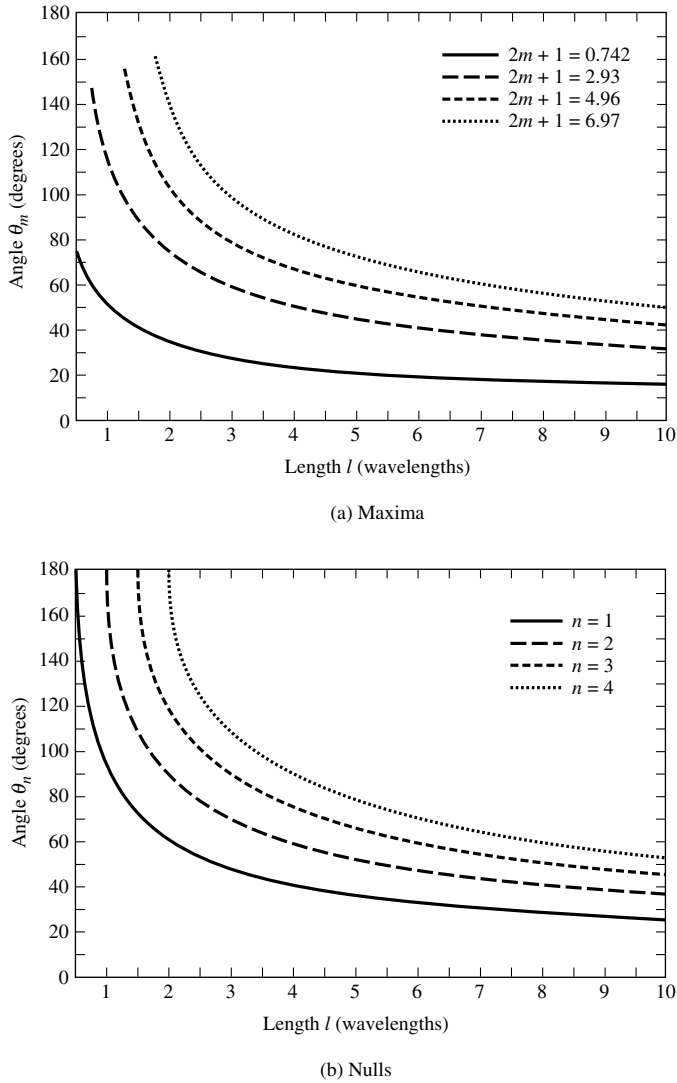 180
160
140
120
100
80
60
40
20
0
Angle θm (degrees)
2m + 1 = 0.742
2m + 1 = 2.93
2m + 1 = 4.96
2m + 1 = 6.97
1 2 3 4 5 6 7 8 9 10
Length l (wavelengths)
(a) Maxima
180
160
140
120
100
80
60
40
20
0
Angle θn (degrees)
n = 1
n = 2
n = 3
n = 4
1 2 3 4 5 6 7 8 9 10
Length l (wavelengths)
(b) Nulls